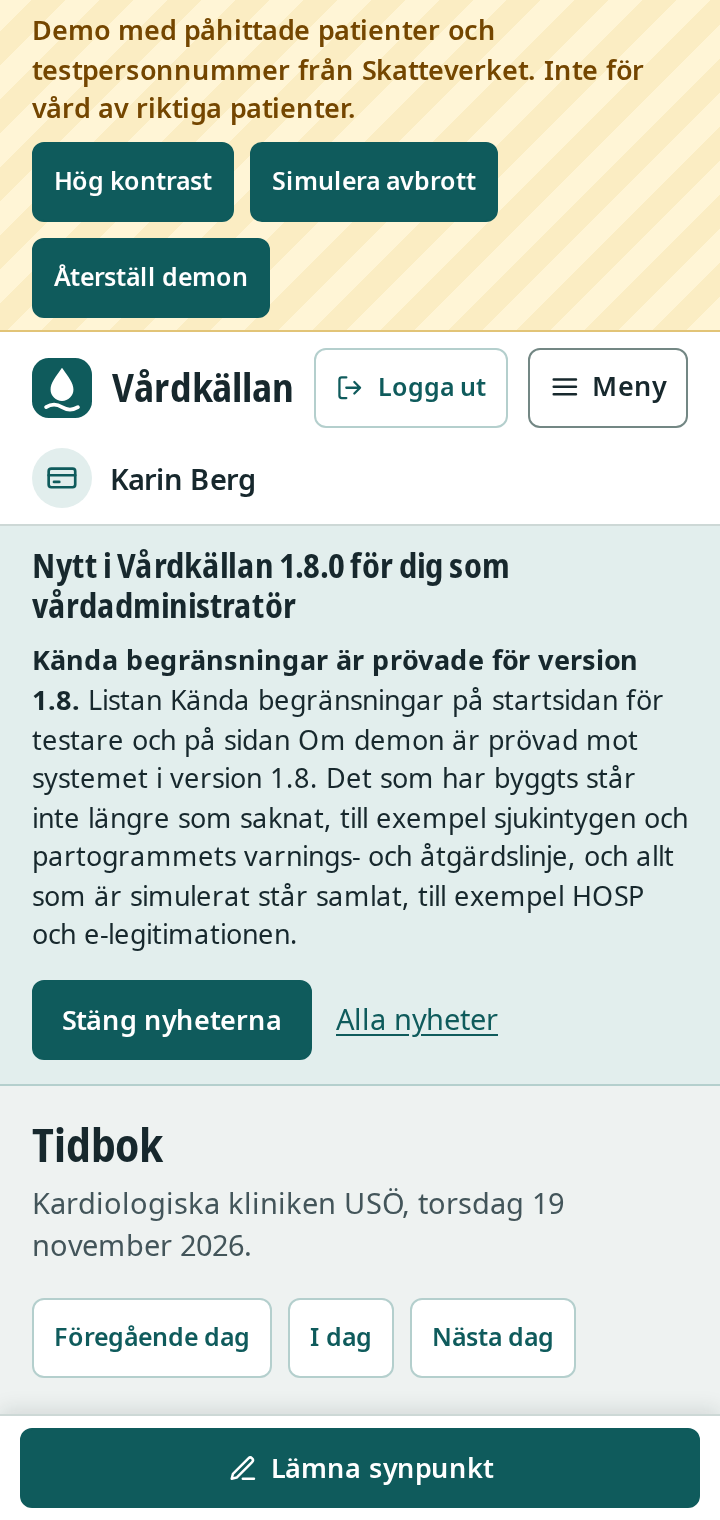 Demo med påhittade patienter och
testpersonnummer från Skatteverket. Inte för
vård av riktiga patienter.
Hög kontrast
Simulera avbrott
Återställ demon
Vårdkällan
Logga ut
Meny
Karin Berg
Nytt i Vårdkällan 1.8.0 för dig som
vårdadministratör
Kända begränsningar är prövade för version
1.8. Listan Kända begränsningar på startsidan för
testare och på sidan Om demon är prövad mot
systemet i version 1.8. Det som har byggts står
inte längre som saknat, till exempel sjukintygen och
partogrammets varnings- och åtgärdslinje, och allt
som är simulerat står samlat, till exempel HOSP
och e-legitimationen.
Stäng nyheterna
Alla nyheter
Tidbok
Kardiologiska kliniken USÖ, torsdag 19
november 2026.
Föregående dag
I dag
Nästa dag
Lämna synpunkt